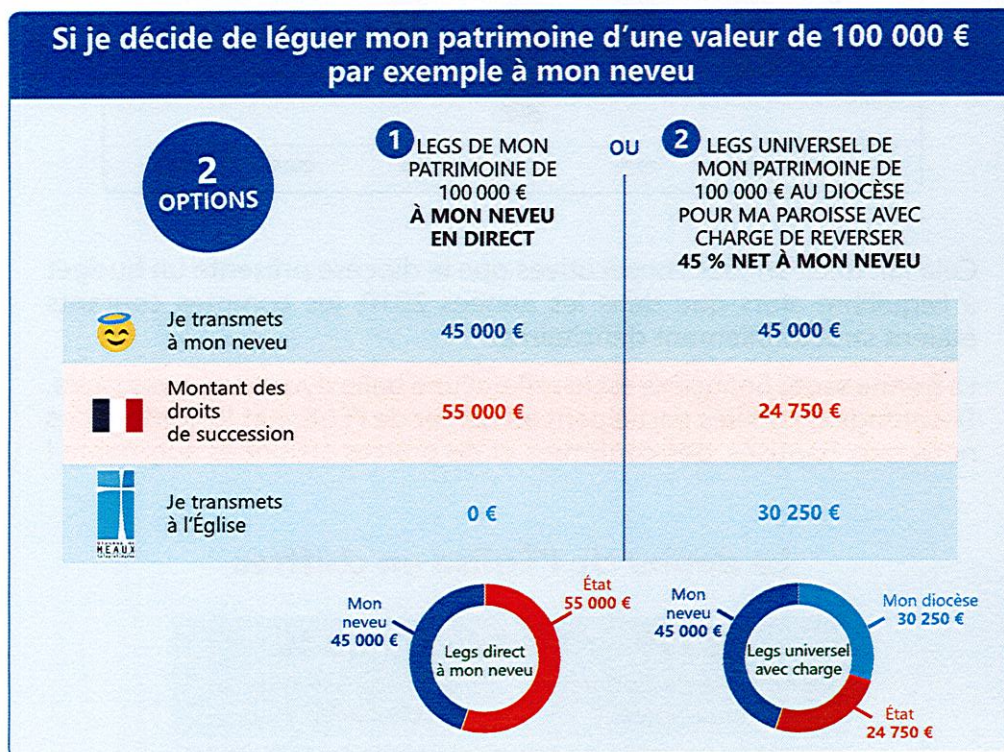 Si je décide de léguer mon patrimoine d'une valeur de 100 000 €
par exemple à mon neveu
2
OPTIONS
1
LEGS DE MON
PATRIMOINE DE
100 000 €
À MON NEVEU
EN DIRECT
OU
2
LEGS UNIVERSEL DE
MON PATRIMOINE DE
100 000 € AU DIOCÈSE
POUR MA PAROISSE AVEC
CHARGE DE REVERSER
45 % NET À MON NEVEU
Je transmets
à mon neveu
45 000 €
45 000 €
Montant des
droits
de succession
55 000 €
24 750 €
MEAUX
Je transmets
à l'Église
0 €
30 250 €
Mon
neveu
45 000 €
Legs direct
à mon neveu
État
55 000 €
Mon
neveu
45 000 €
Legs universel
avec charge
Mon diocèse
30 250 €
État
24 750 €